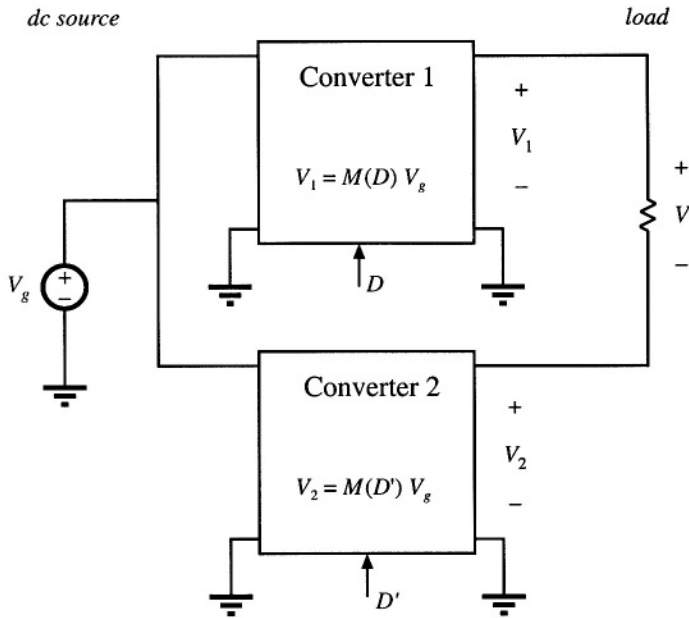 dc source
load
Converter 1
V1 = M(D) Vg
+
V1
−
+
V
−
D
Vg
+
−
Converter 2
V2 = M(D') Vg
+
V2
−
D'